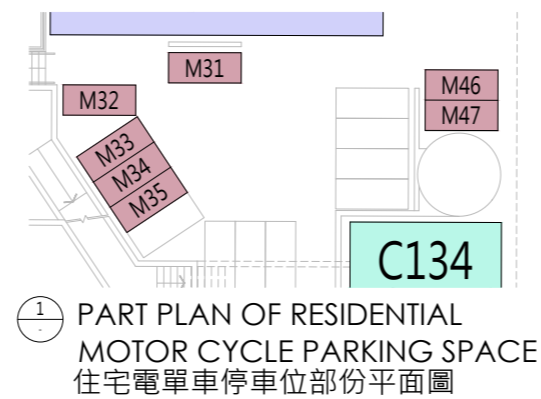 M31
M32
M46
M47
M33
M34
M35
C134
1
-
PART PLAN OF RESIDENTIAL
MOTOR CYCLE PARKING SPACE
住宅電單車停車位部份平面圖